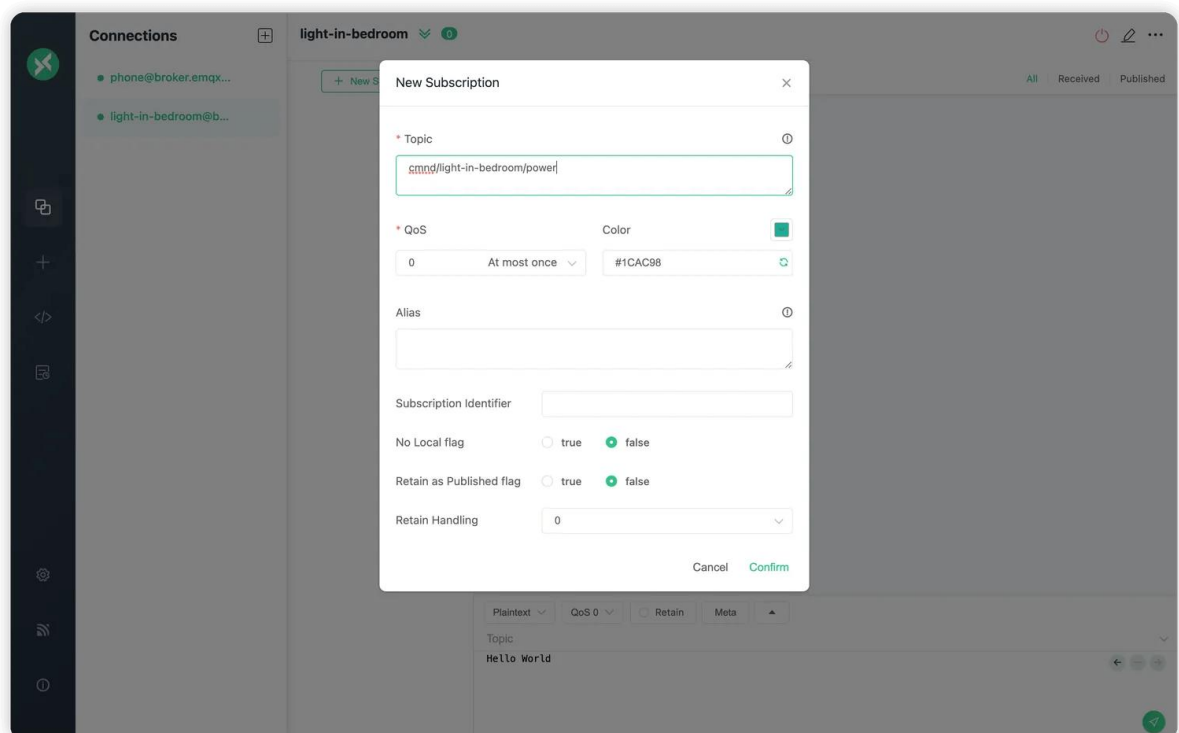 Connections
light-in-bedroom 0
phone@broker.emqx...
light-in-bedroom@b...
+ New S
All Received Published
New Subscription
* Topic
cmnd/light-in-bedroom/power
* QoS Color
0 At most once #1CAC98
Alias
Subscription Identifier
No Local flag true false
Retain as Published flag true false
Retain Handling 0
Cancel Confirm
Plaintext QoS 0 Retain Meta
Topic
Hello World